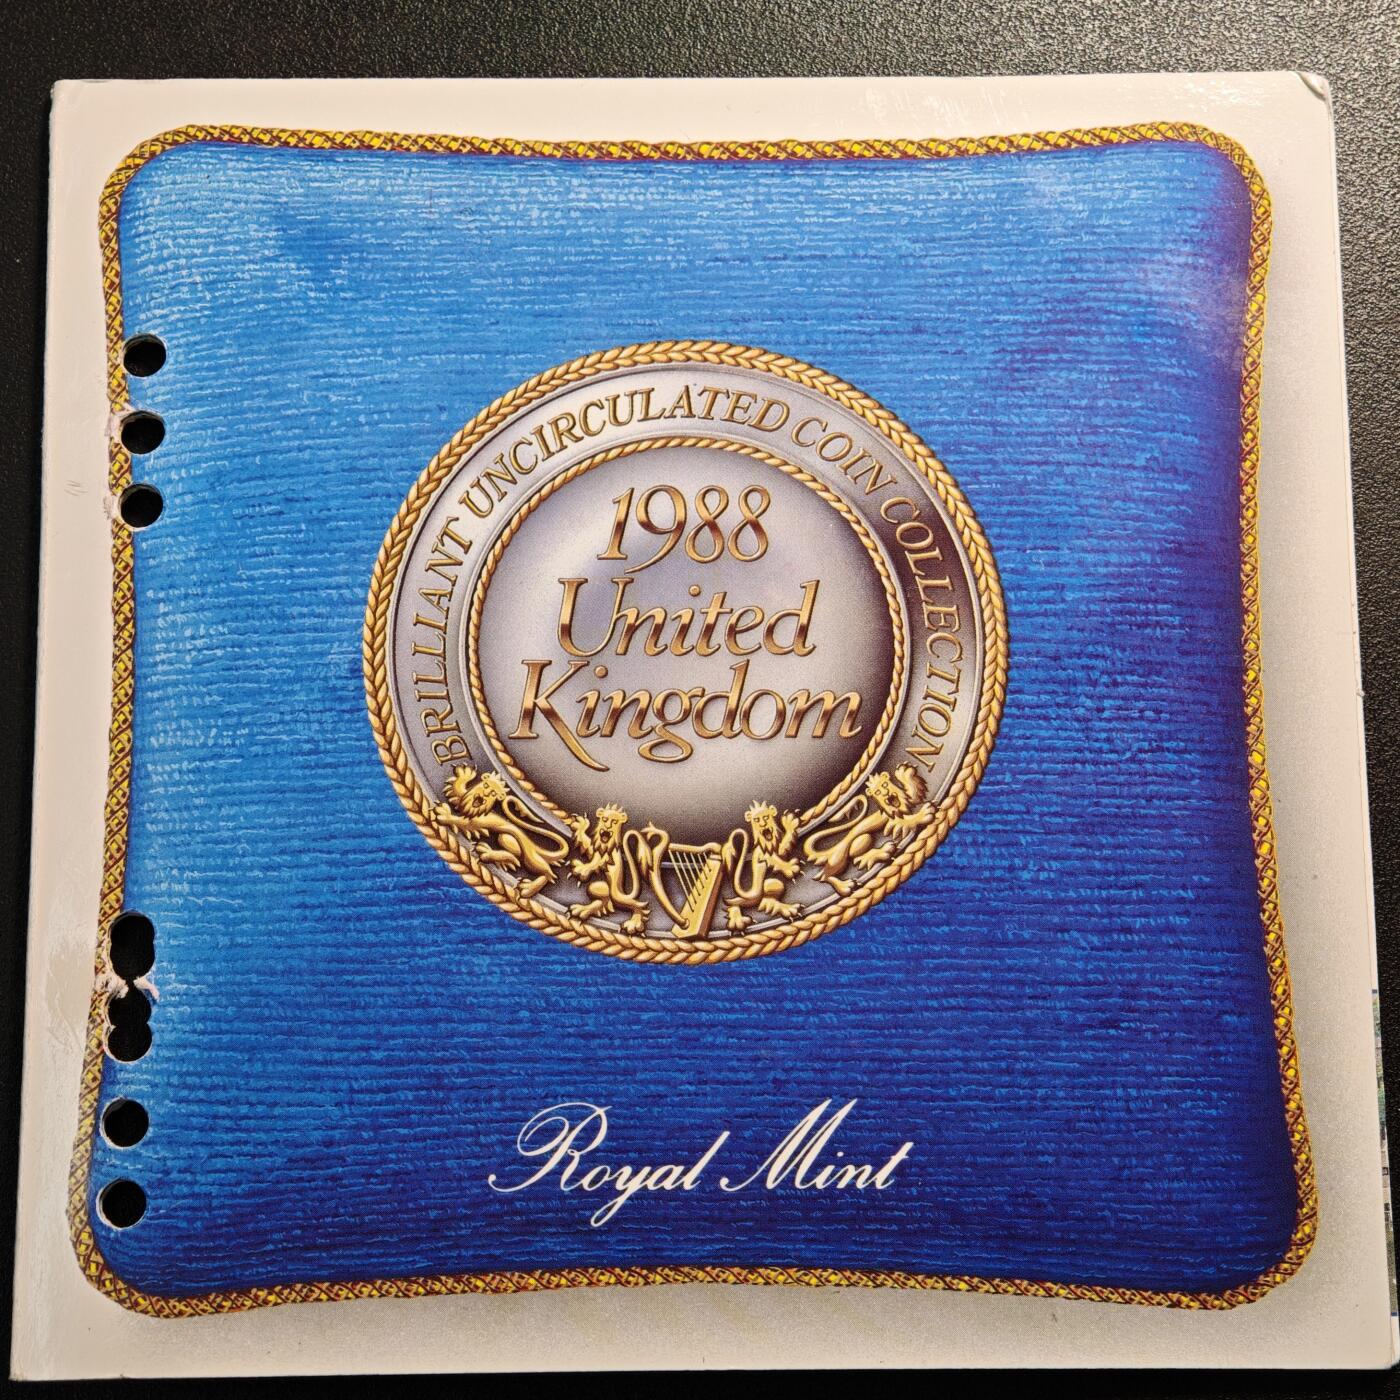 BRILLIANT UNCIRCULATED COIN COLLECTION
1988
United
Kingdom
Royal Mint